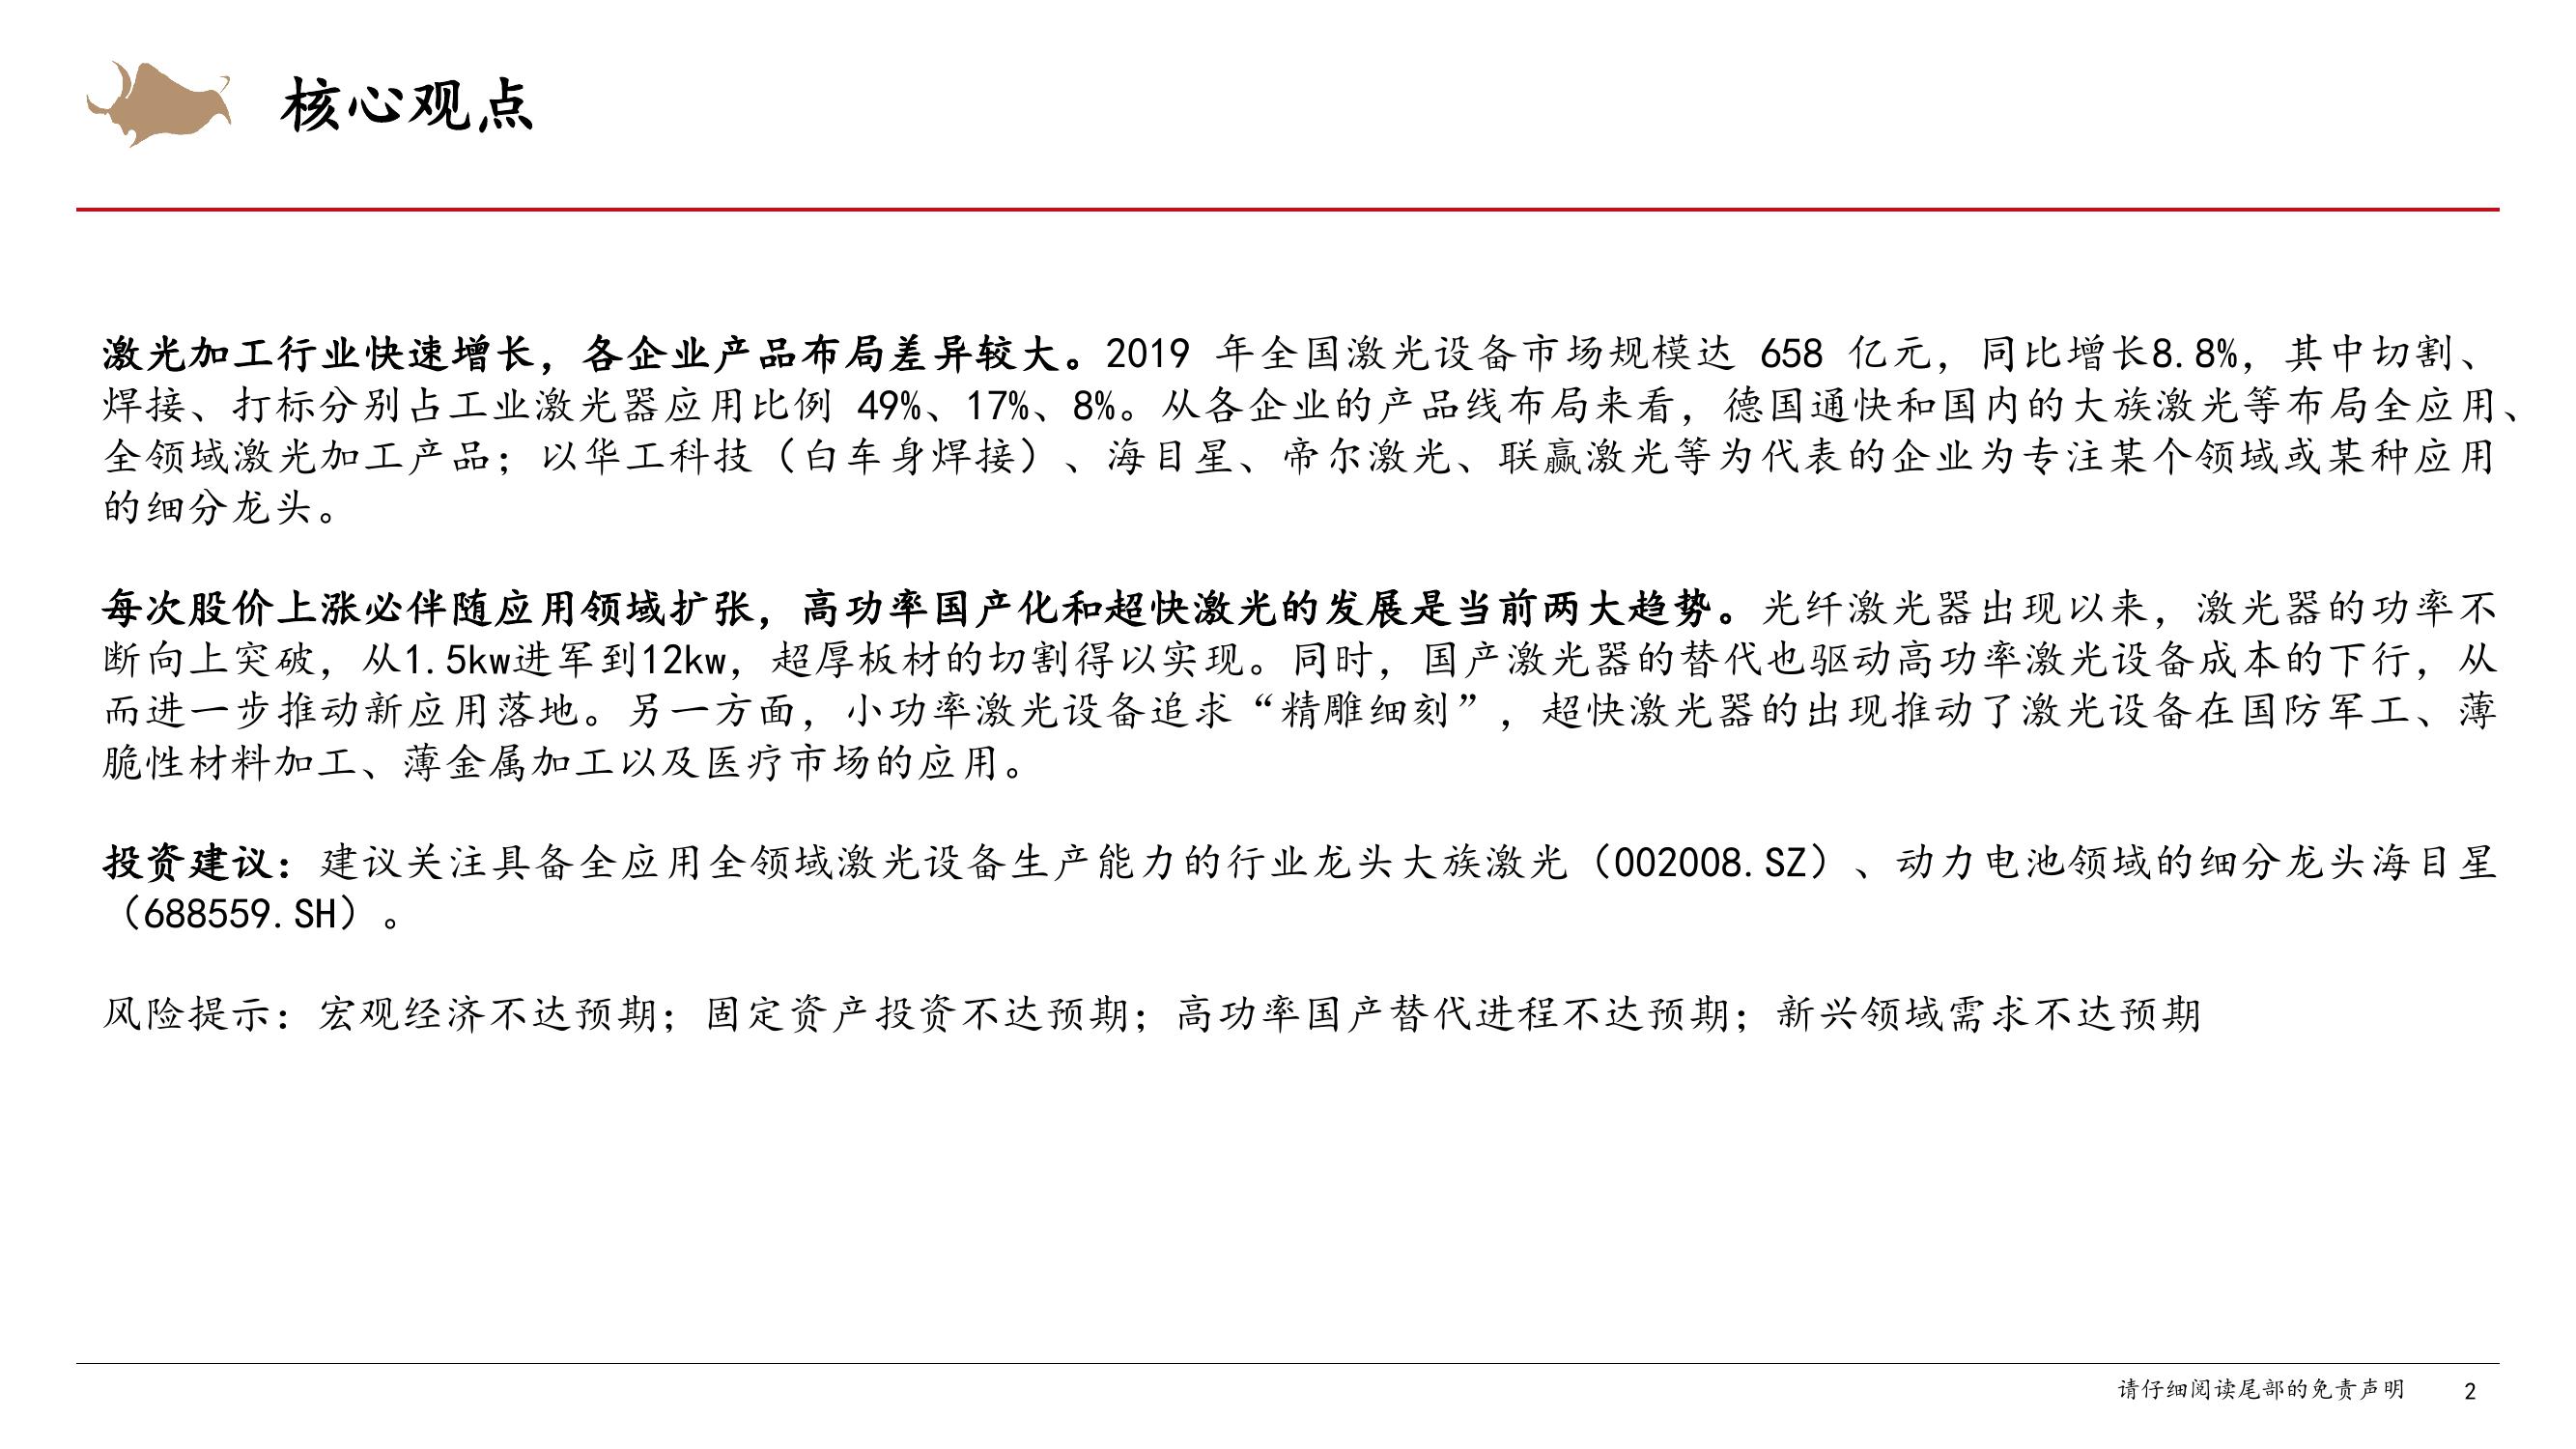 核心观点
激光加工行业快速增长，各企业产品布局差异较大。2019 年全国激光设备市场规模达 658 亿元，同比增长8.8%，其中切割、
焊接、打标分别占工业激光器应用比例 49%、17%、8%。从各企业的产品线布局来看，德国通快和国内的大族激光等布局全应用、
全领域激光加工产品；以华工科技（白车身焊接）、海目星、帝尔激光、联赢激光等为代表的企业为专注某个领域或某种应用
的细分龙头。
每次股价上涨必伴随应用领域扩张，高功率国产化和超快激光的发展是当前两大趋势。光纤激光器出现以来，激光器的功率不
断向上突破，从1.5kw进军到12kw，超厚板材的切割得以实现。同时，国产激光器的替代也驱动高功率激光设备成本的下行，从
而进一步推动新应用落地。另一方面，小功率激光设备追求“精雕细刻”，超快激光器的出现推动了激光设备在国防军工、薄
脆性材料加工、薄金属加工以及医疗市场的应用。
投资建议：建议关注具备全应用全领域激光设备生产能力的行业龙头大族激光（002008.SZ）、动力电池领域的细分龙头海目星
（688559.SH）。
风险提示：宏观经济不达预期；固定资产投资不达预期；高功率国产替代进程不达预期；新兴领域需求不达预期
请仔细阅读尾部的免责声明 2